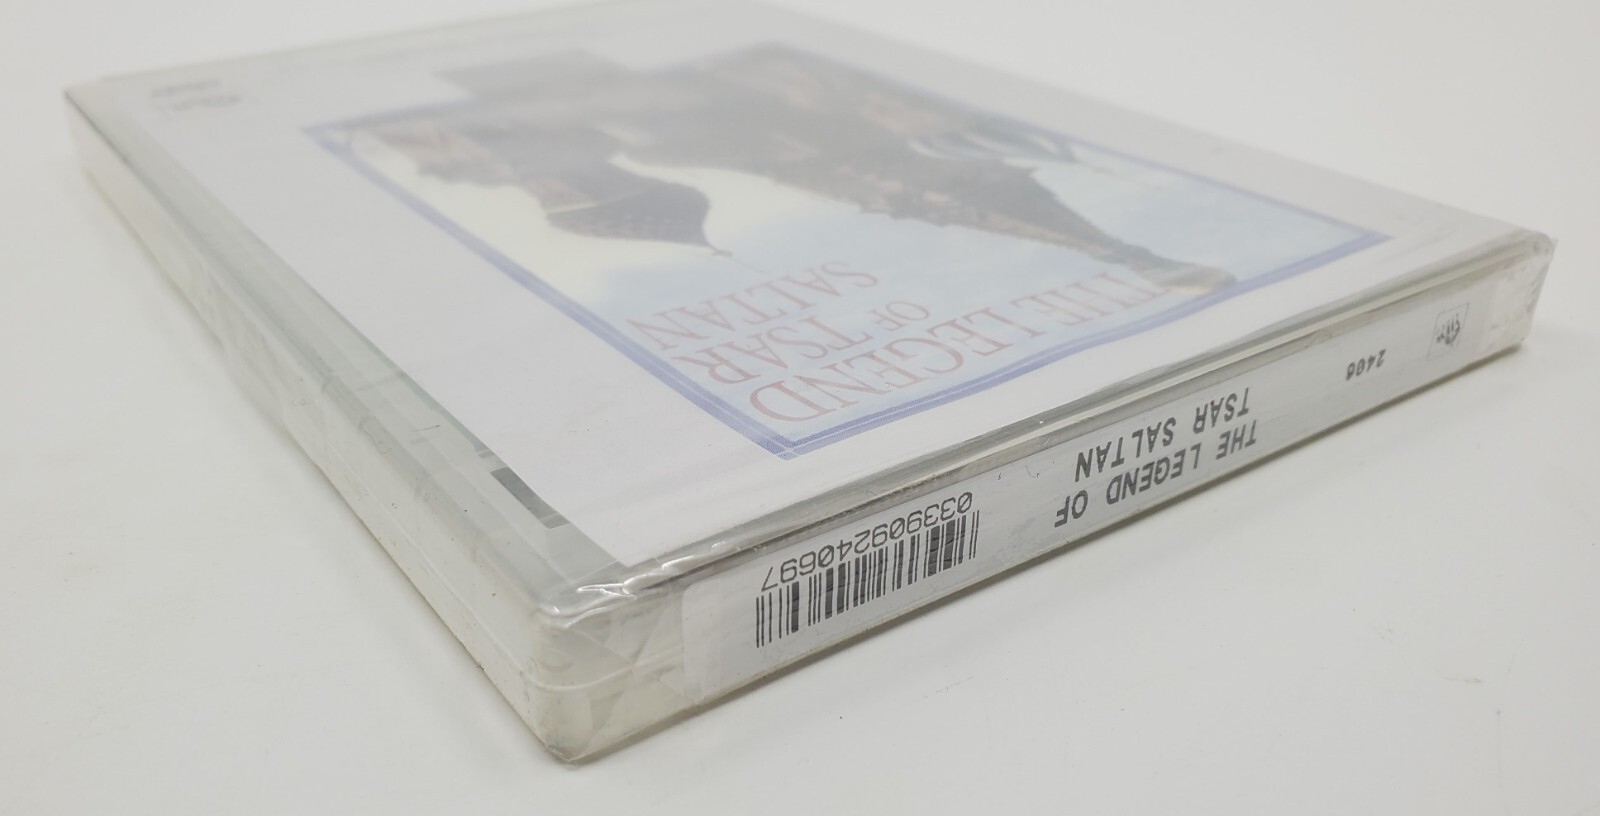 THE LEGEND
OF TSAR
SALTAN
2406
THE LEGEND OF
TSAR SALTAN
033909240697